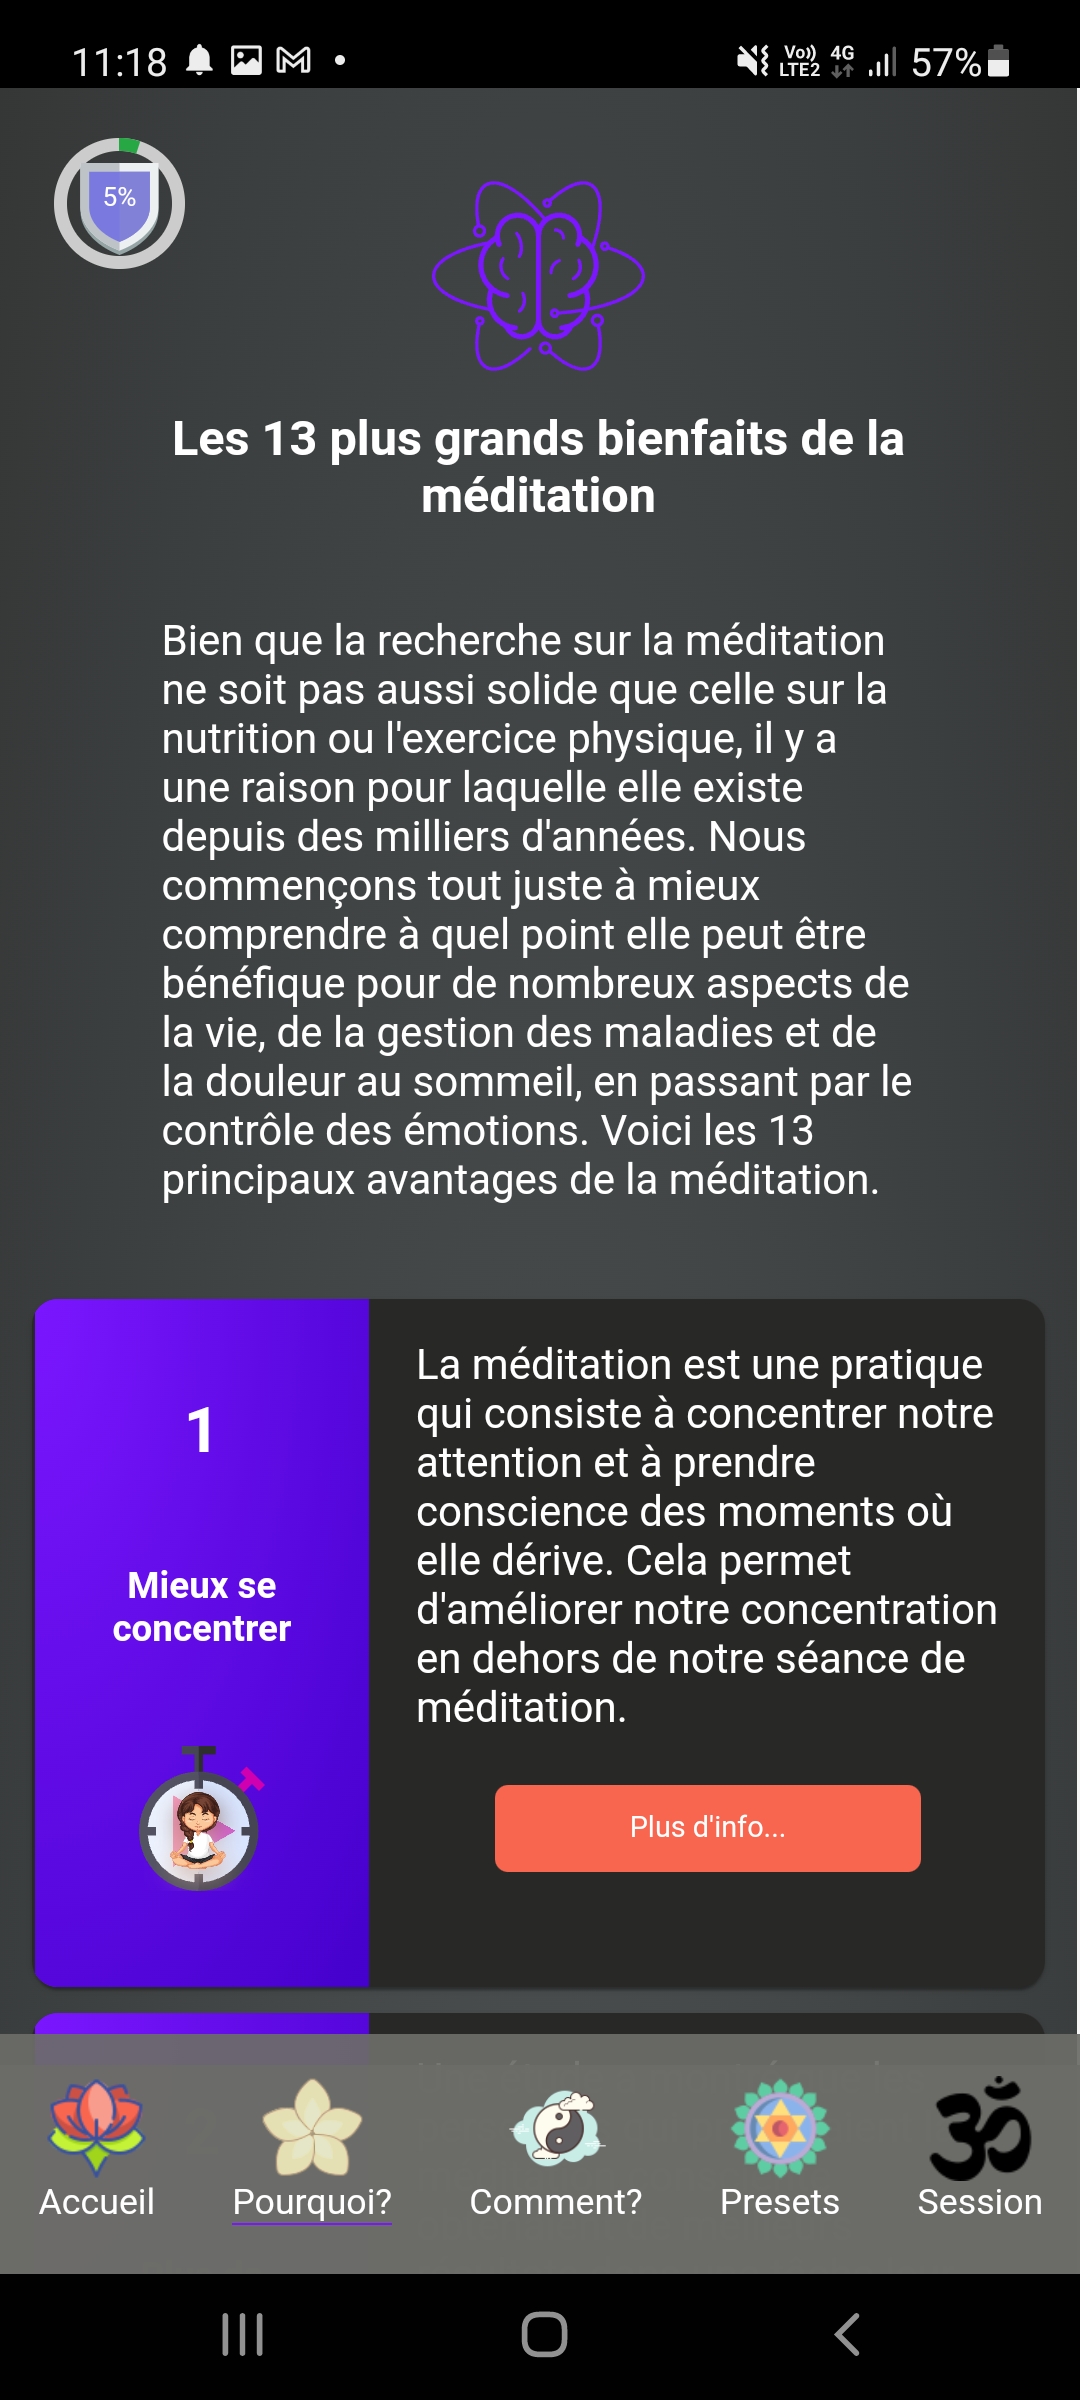 11:18
Vo)) LTE2 4G 57%
5%
Les 13 plus grands bienfaits de la
méditation
Bien que la recherche sur la méditation
ne soit pas aussi solide que celle sur la
nutrition ou l'exercice physique, il y a
une raison pour laquelle elle existe
depuis des milliers d'années. Nous
commençons tout juste à mieux
comprendre à quel point elle peut être
bénéfique pour de nombreux aspects de
la vie, de la gestion des maladies et de
la douleur au sommeil, en passant par le
contrôle des émotions. Voici les 13
principaux avantages de la méditation.
1
Mieux se
concentrer
La méditation est une pratique
qui consiste à concentrer notre
attention et à prendre
conscience des moments où
elle dérive. Cela permet
d'améliorer notre concentration
en dehors de notre séance de
méditation.
Plus d'info...
Accueil
Pourquoi?
Comment?
Presets
Session